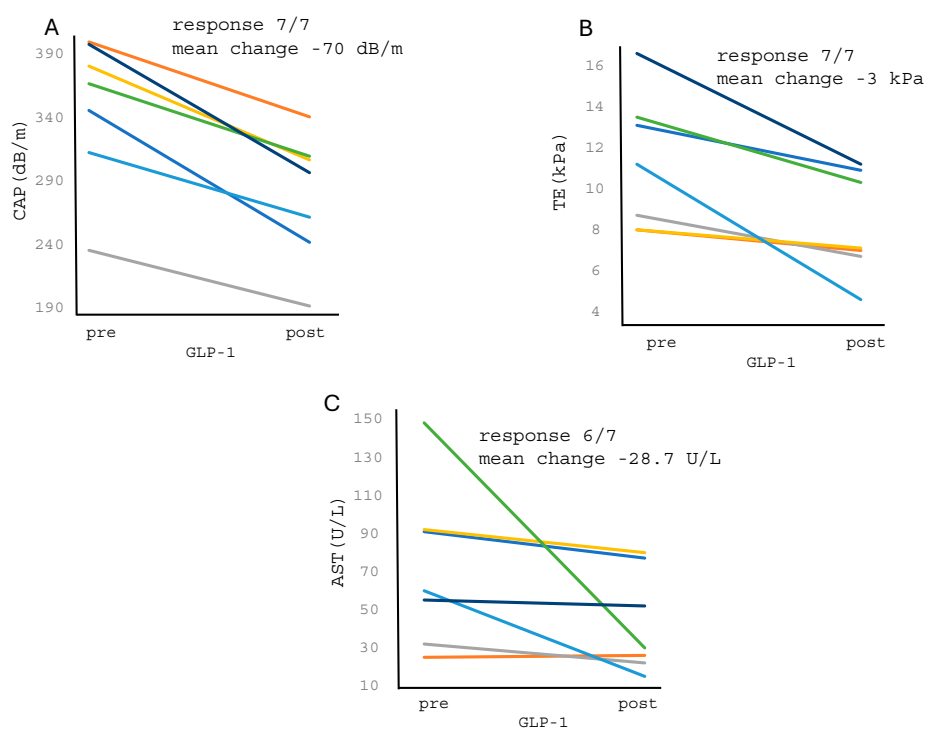 A
response 7/7
mean change -70 dB/m
CAP(dB/m)
390
340
290
240
190
pre
post
GLP-1
B
response 7/7
mean change -3 kPa
TE(kPa)
16
14
12
10
8
6
4
pre
post
GLP-1
C
response 6/7
mean change -28.7 U/L
AST(U/L)
150
130
110
90
70
50
30
10
pre
post
GLP-1